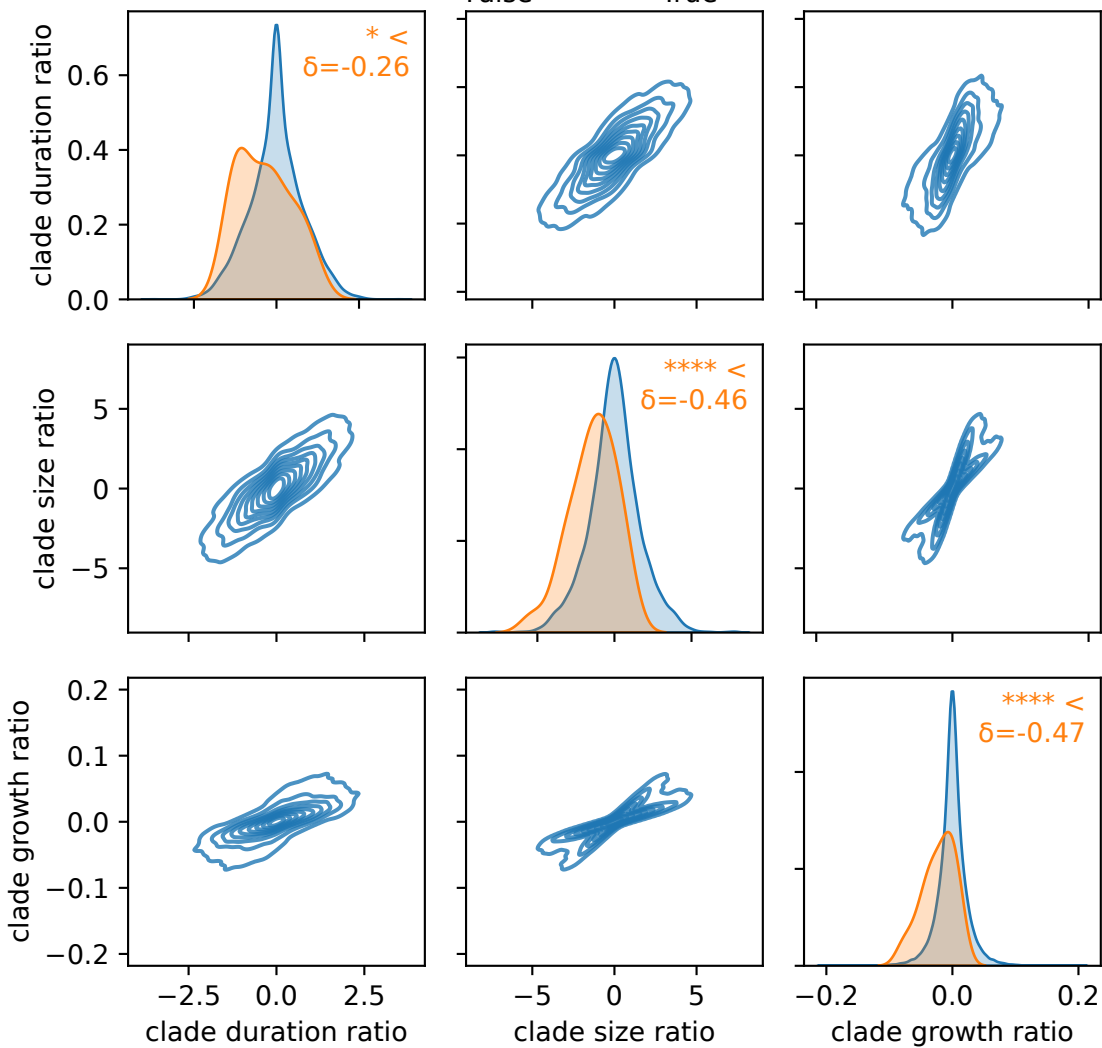 True
clade duration ratio
0.6
0.4
0.2
0.0
* <
δ=-0.26
clade size ratio
5
0
−5
**** <
δ=-0.46
clade growth ratio
0.2
0.1
0.0
−0.1
−0.2
**** <
δ=-0.47
−2.5 0.0 2.5
−5 0 5
−0.2 0.0 0.2
clade duration ratio
clade size ratio
clade growth ratio